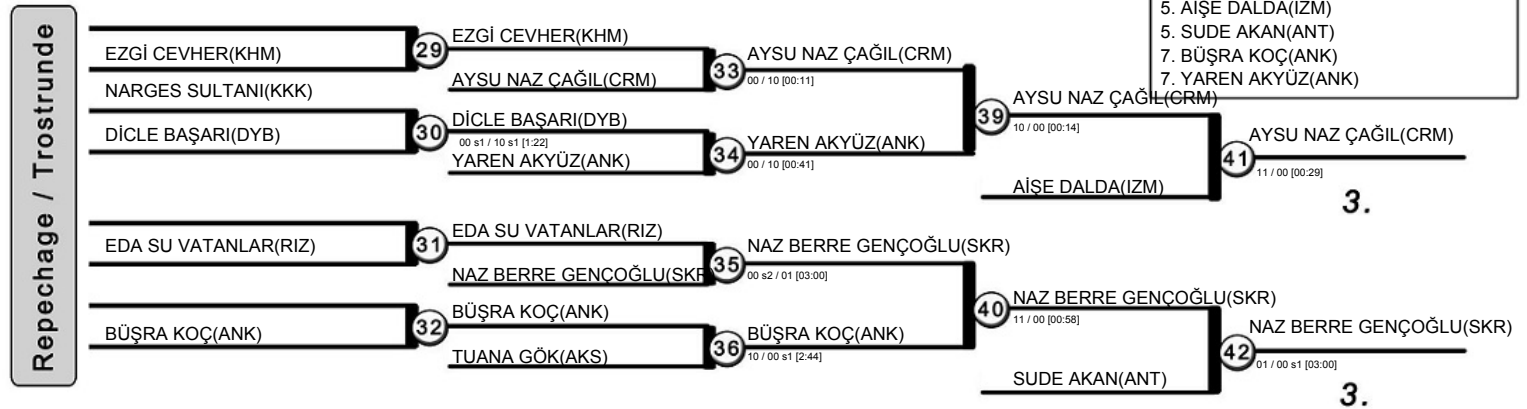 Repechage / Trostrunde
EZGİ CEVHER(KHM)
NARGES SULTANI(KKK)
DİCLE BAŞARI(DYB)
EDA SU VATANLAR(RIZ)
BÜŞRA KOÇ(ANK)
29
30
31
32
EZGİ CEVHER(KHM)
AYSU NAZ ÇAĞIL(CRM)
DİCLE BAŞARI(DYB)
00 s1 / 10 s1 [1:22]
YAREN AKYÜZ(ANK)
EDA SU VATANLAR(RIZ)
NAZ BERRE GENÇOĞLU(SKR)
BÜŞRA KOÇ(ANK)
TUANA GÖK(AKS)
33
34
35
36
AYSU NAZ ÇAĞIL(CRM)
00 / 10 [00:11]
YAREN AKYÜZ(ANK)
00 / 10 [00:41]
NAZ BERRE GENÇOĞLU(SKR)
00 s2 / 01 [03:00]
BÜŞRA KOÇ(ANK)
10 / 00 s1 [2:44]
39
40
AYSU NAZ ÇAĞIL(CRM)
10 / 00 [00:14]
AİŞE DALDA(IZM)
NAZ BERRE GENÇOĞLU(SKR)
11 / 00 [00:58]
SUDE AKAN(ANT)
41
42
AYSU NAZ ÇAĞIL(CRM)
11 / 00 [00:29]
3.
NAZ BERRE GENÇOĞLU(SKR)
01 / 00 s1 [03:00]
3.
5. AİŞE DALDA(IZM)
5. SUDE AKAN(ANT)
7. BÜŞRA KOÇ(ANK)
7. YAREN AKYÜZ(ANK)